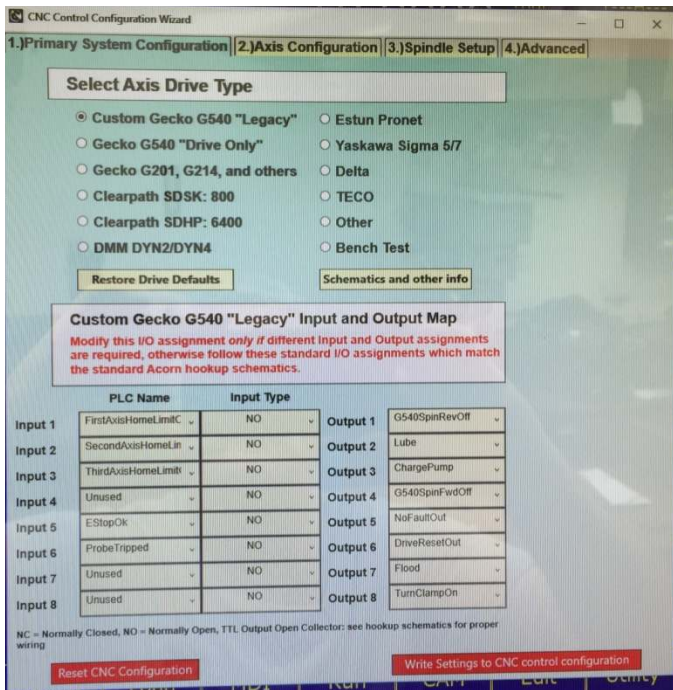 CNC Control Configuration Wizard
1.)Primary System Configuration 2.)Axis Configuration 3.)Spindle Setup 4.)Advanced
Select Axis Drive Type
Custom Gecko G540 "Legacy" Estun Pronet
Gecko G540 "Drive Only" Yaskawa Sigma 5/7
Gecko G201, G214, and others Delta
Clearpath SDSK: 800 TECO
Clearpath SDHP: 6400 Other
DMM DYN2/DYN4 Bench Test
Restore Drive Defaults Schematics and other info
Custom Gecko G540 "Legacy" Input and Output Map
Modify this I/O assignment only if different Input and Output assignments
are required, otherwise follow these standard I/O assignments which match
the standard Acorn hookup schematics.
PLC Name Input Type
Input 1 FirstAxisHomeLimitC NO Output 1 G540SpinRevOff
Input 2 SecondAxisHomeLin NO Output 2 Lube
Input 3 ThirdAxisHomeLimit NO Output 3 ChargePump
Input 4 Unused NO Output 4 G540SpinFwdOff
Input 5 EStopOk NO Output 5 NoFaultOut
Input 6 ProbeTripped NO Output 6 DriveResetOut
Input 7 Unused NO Output 7 Flood
Input 8 Unused NO Output 8 TurnClampOn
NC = Normally Closed, NO = Normally Open, TTL Output Open Collector: see hookup schematics for proper
wiring
Reset CNC Configuration Write Settings to CNC control configuration